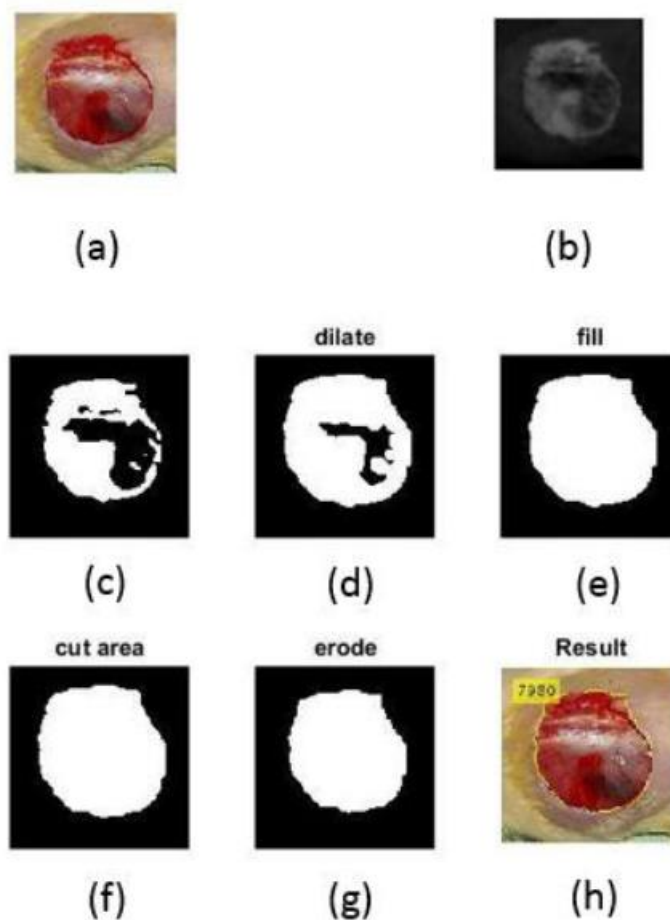 (a)
(b)
dilate
fill
(c)
(d)
(e)
cut area
erode
Result
7980
(f)
(g)
(h)